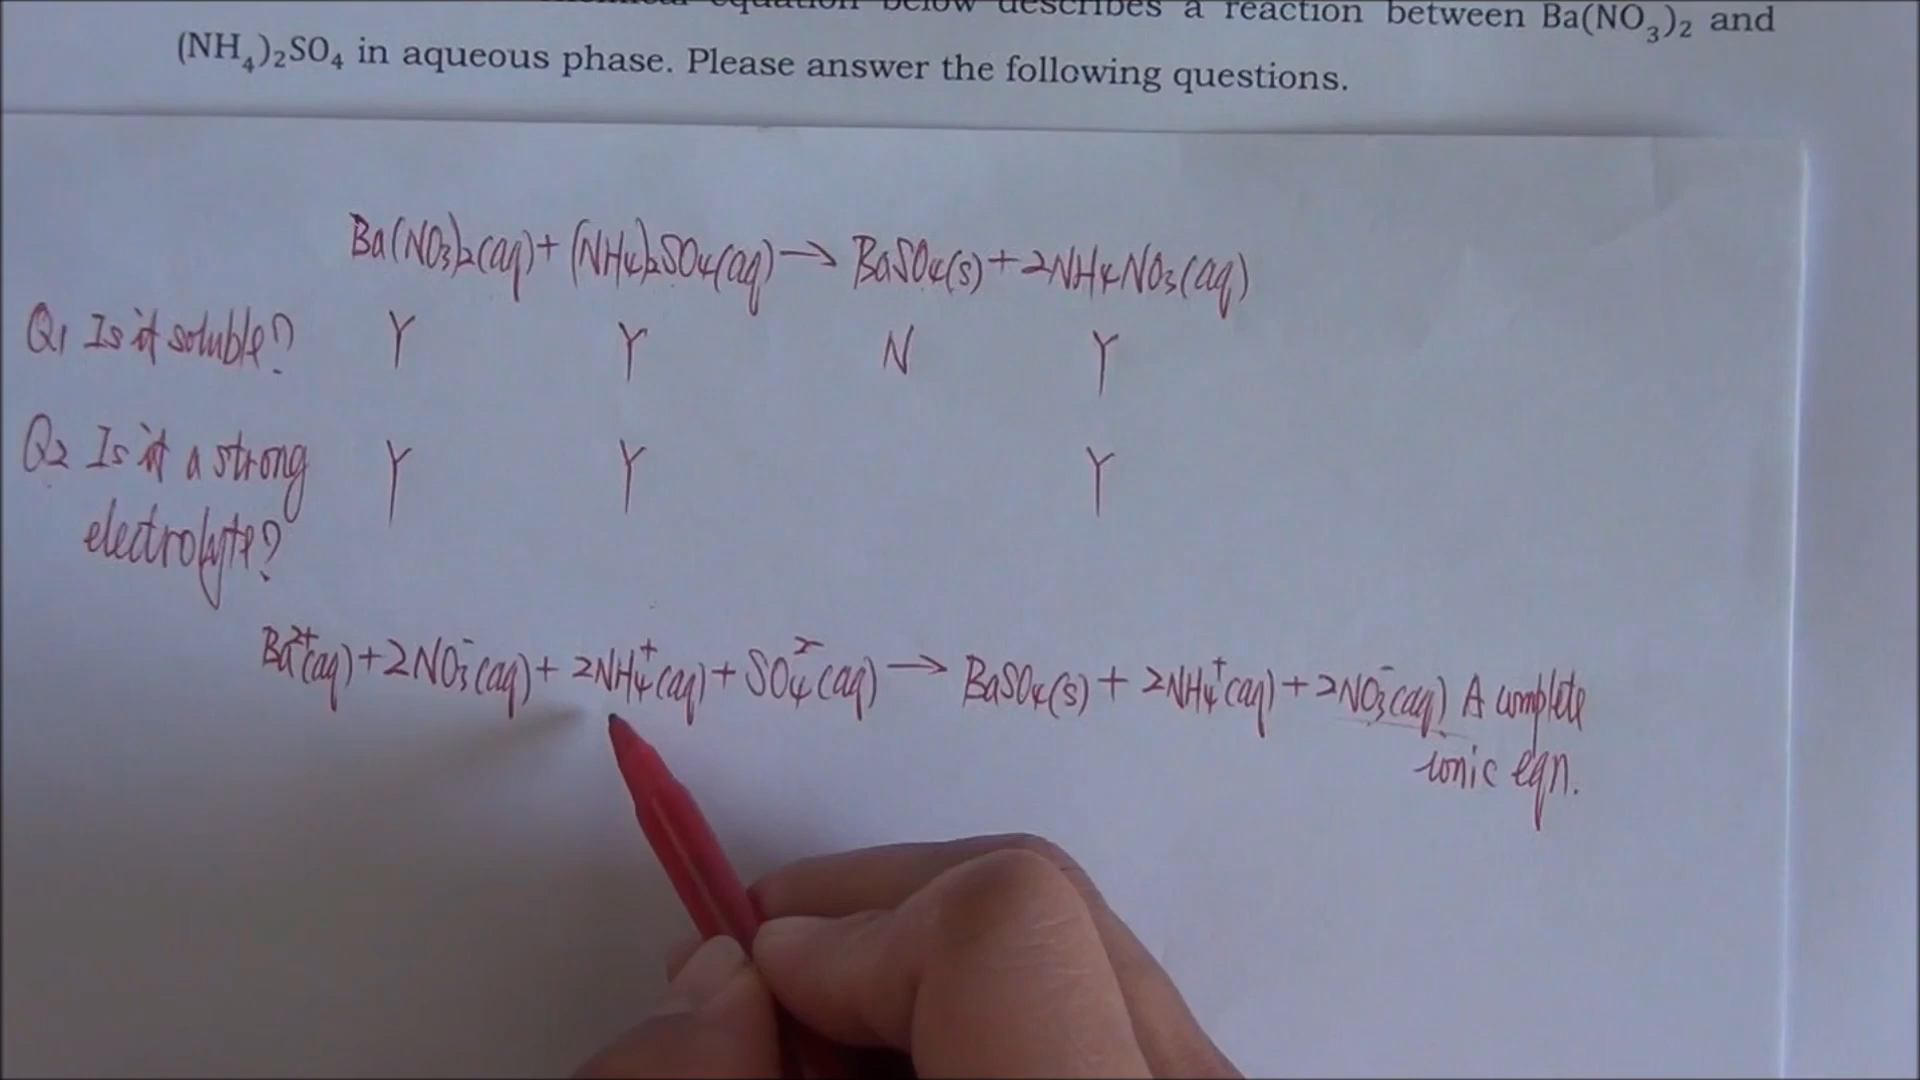 equation below describes a reaction between Ba(NO₃)₂ and
(NH₄)₂SO₄ in aqueous phase. Please answer the following questions.
Ba(NO₃)₂(aq) + (NH₄)₂SO₄(aq) → BaSO₄(s) + 2NH₄NO₃(aq)
Q1 Is it soluble? Y Y N Y
Q2 Is it a strong Y Y Y
electrolyte?
Ba²⁺(aq) + 2NO₃⁻(aq) + 2NH₄⁺(aq) + SO₄²⁻(aq) → BaSO₄(s) + 2NH₄⁺(aq) + 2NO₃⁻(aq) A complete
ionic eqn.